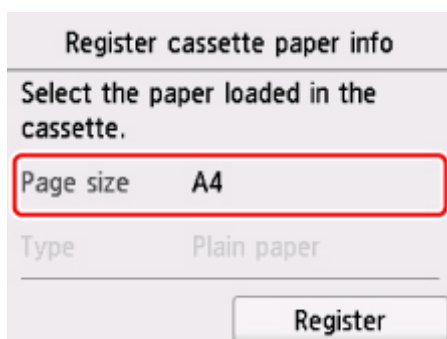 Register cassette paper info
Select the paper loaded in the
cassette.
Page size A4
Type Plain paper
Register